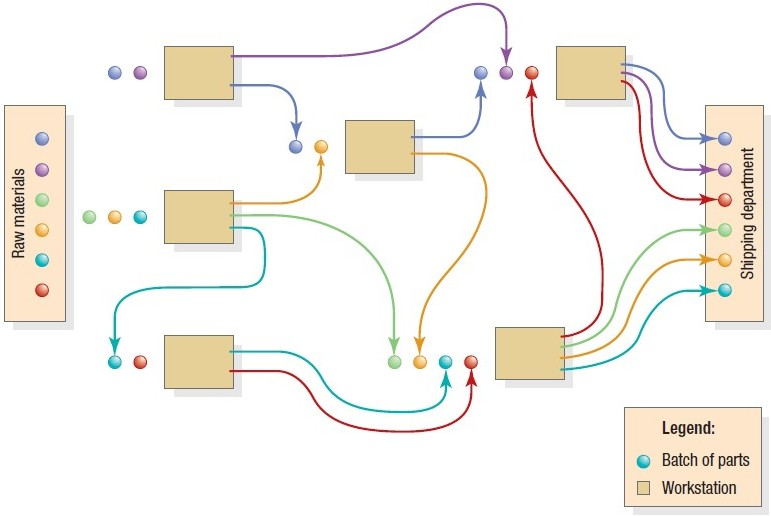 Raw materials
Shipping department
Legend:
Batch of parts
Workstation